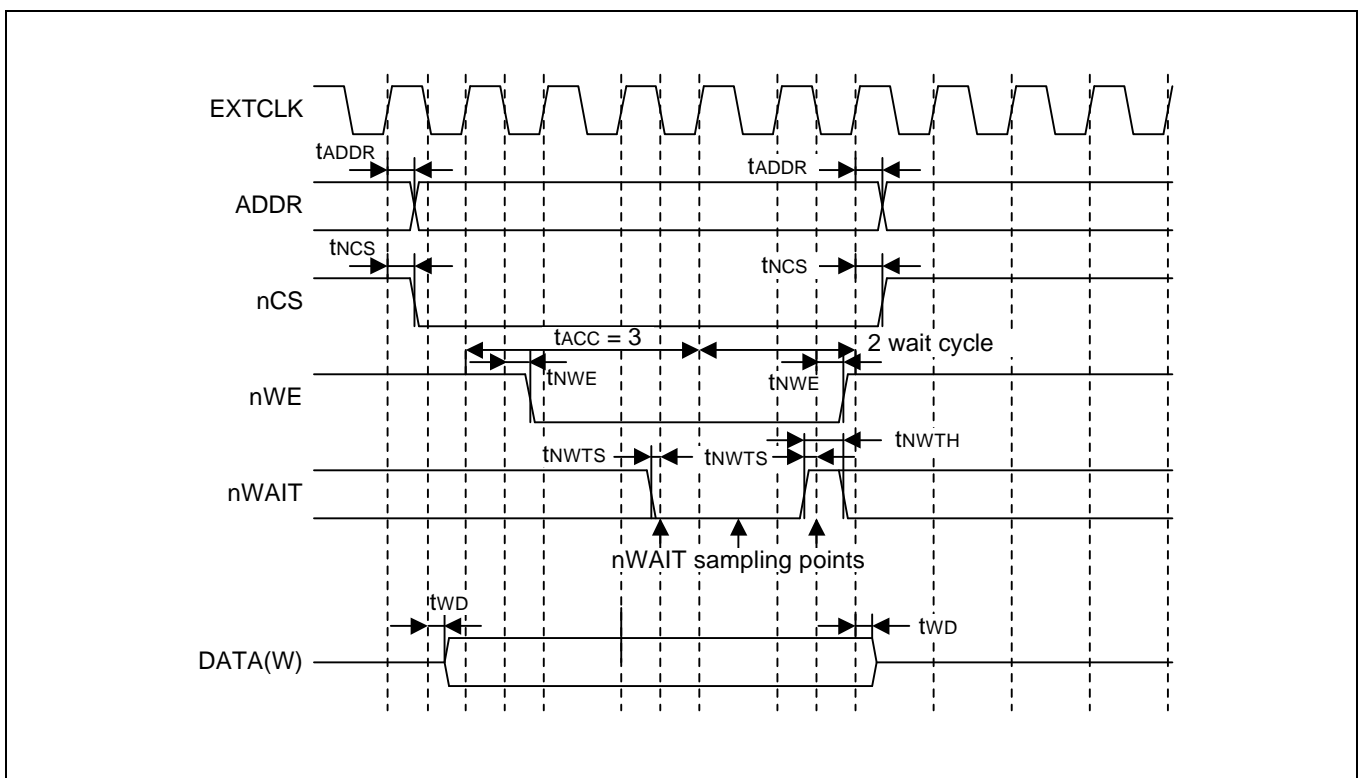 EXTCLK
tADDR
tADDR
ADDR
tNCS
tNCS
nCS
tACC = 3
2 wait cycle
tNWE
tNWE
nWE
tNWTH
tNWTS
tNWTS
nWAIT
nWAIT sampling points
tWD
tWD
DATA(W)